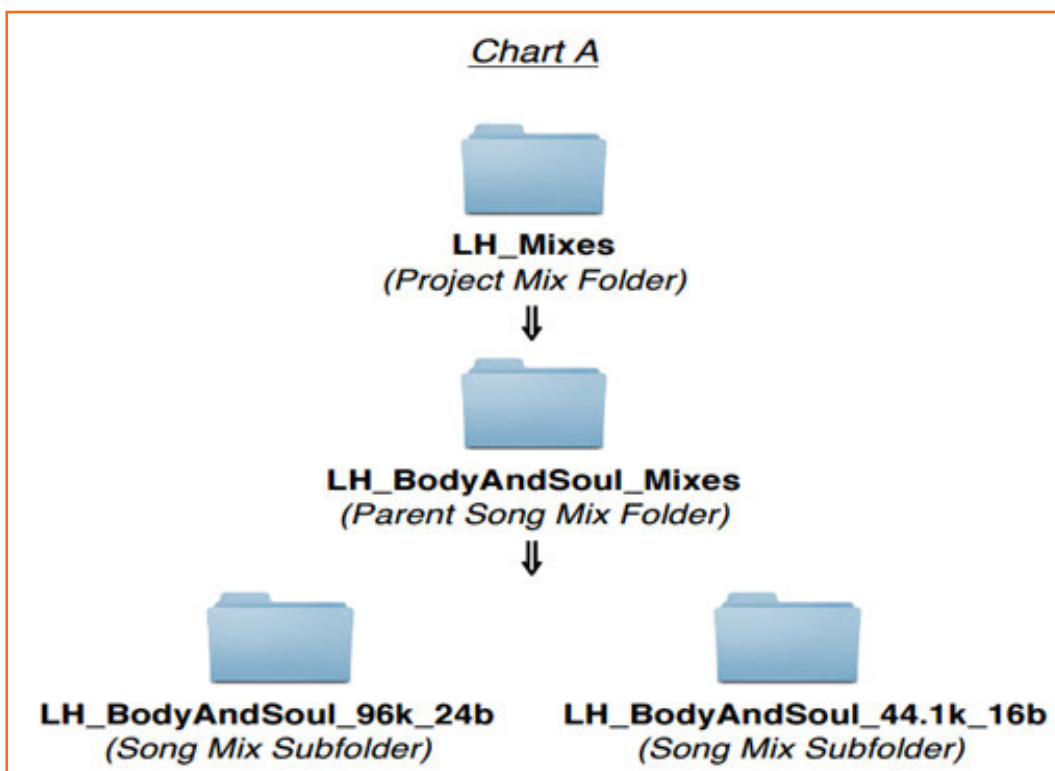 Chart A
LH_Mixes
(Project Mix Folder)
⇓
LH_BodyAndSoul_Mixes
(Parent Song Mix Folder)
⇓
LH_BodyAndSoul_96k_24b
(Song Mix Subfolder)
LH_BodyAndSoul_44.1k_16b
(Song Mix Subfolder)